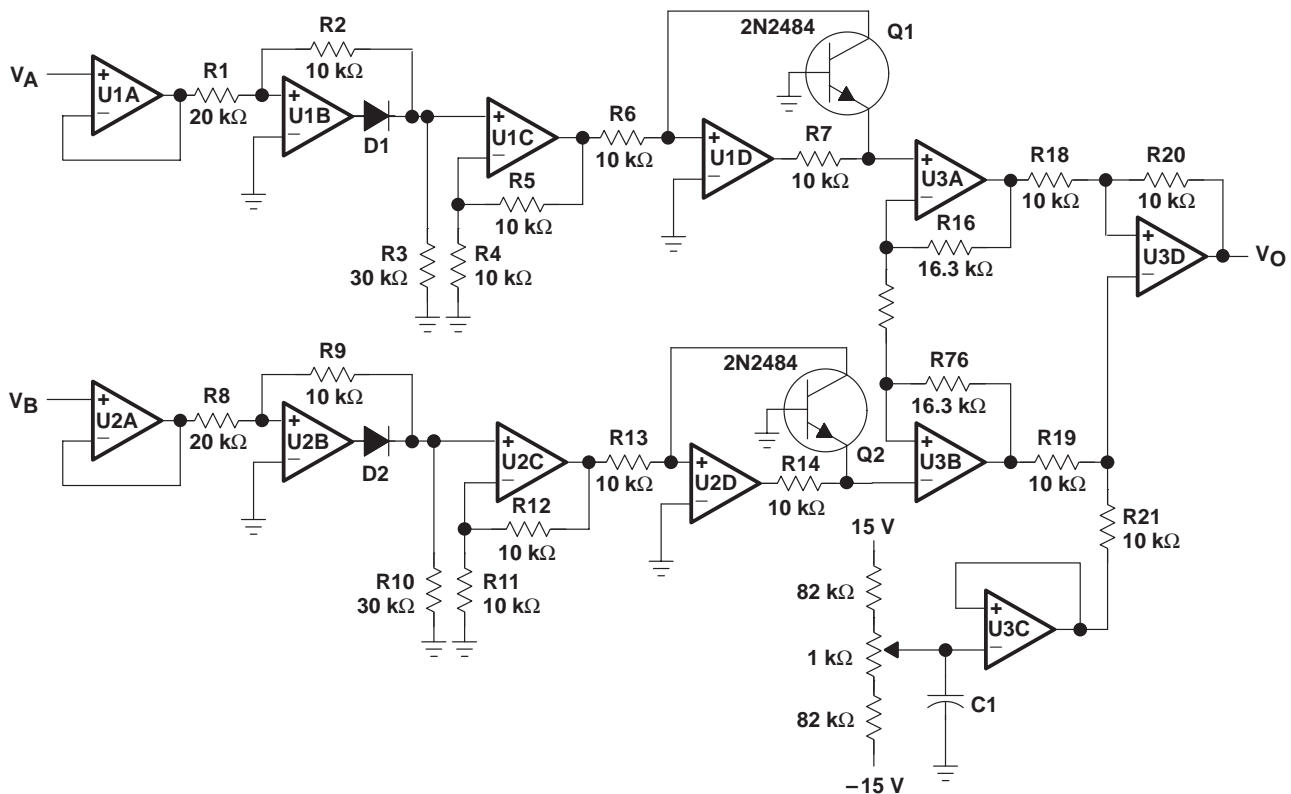 2N2484
Q1
VA
+
−
U1A
R1
20 kΩ
R2
10 kΩ
+
−
U1B
D1
R3
30 kΩ
+
−
U1C
R5
10 kΩ
R4
10 kΩ
R6
10 kΩ
+
−
U1D
R7
10 kΩ
+
−
U3A
R16
16.3 kΩ
R18
10 kΩ
R20
10 kΩ
+
−
U3D
VO
VB
+
−
U2A
R8
20 kΩ
R9
10 kΩ
+
−
U2B
D2
R10
30 kΩ
+
−
U2C
R12
10 kΩ
R11
10 kΩ
R13
10 kΩ
2N2484
Q2
+
−
U2D
R14
10 kΩ
R76
16.3 kΩ
+
−
U3B
R19
10 kΩ
R21
10 kΩ
15 V
82 kΩ
1 kΩ
82 kΩ
−15 V
+
−
U3C
C1